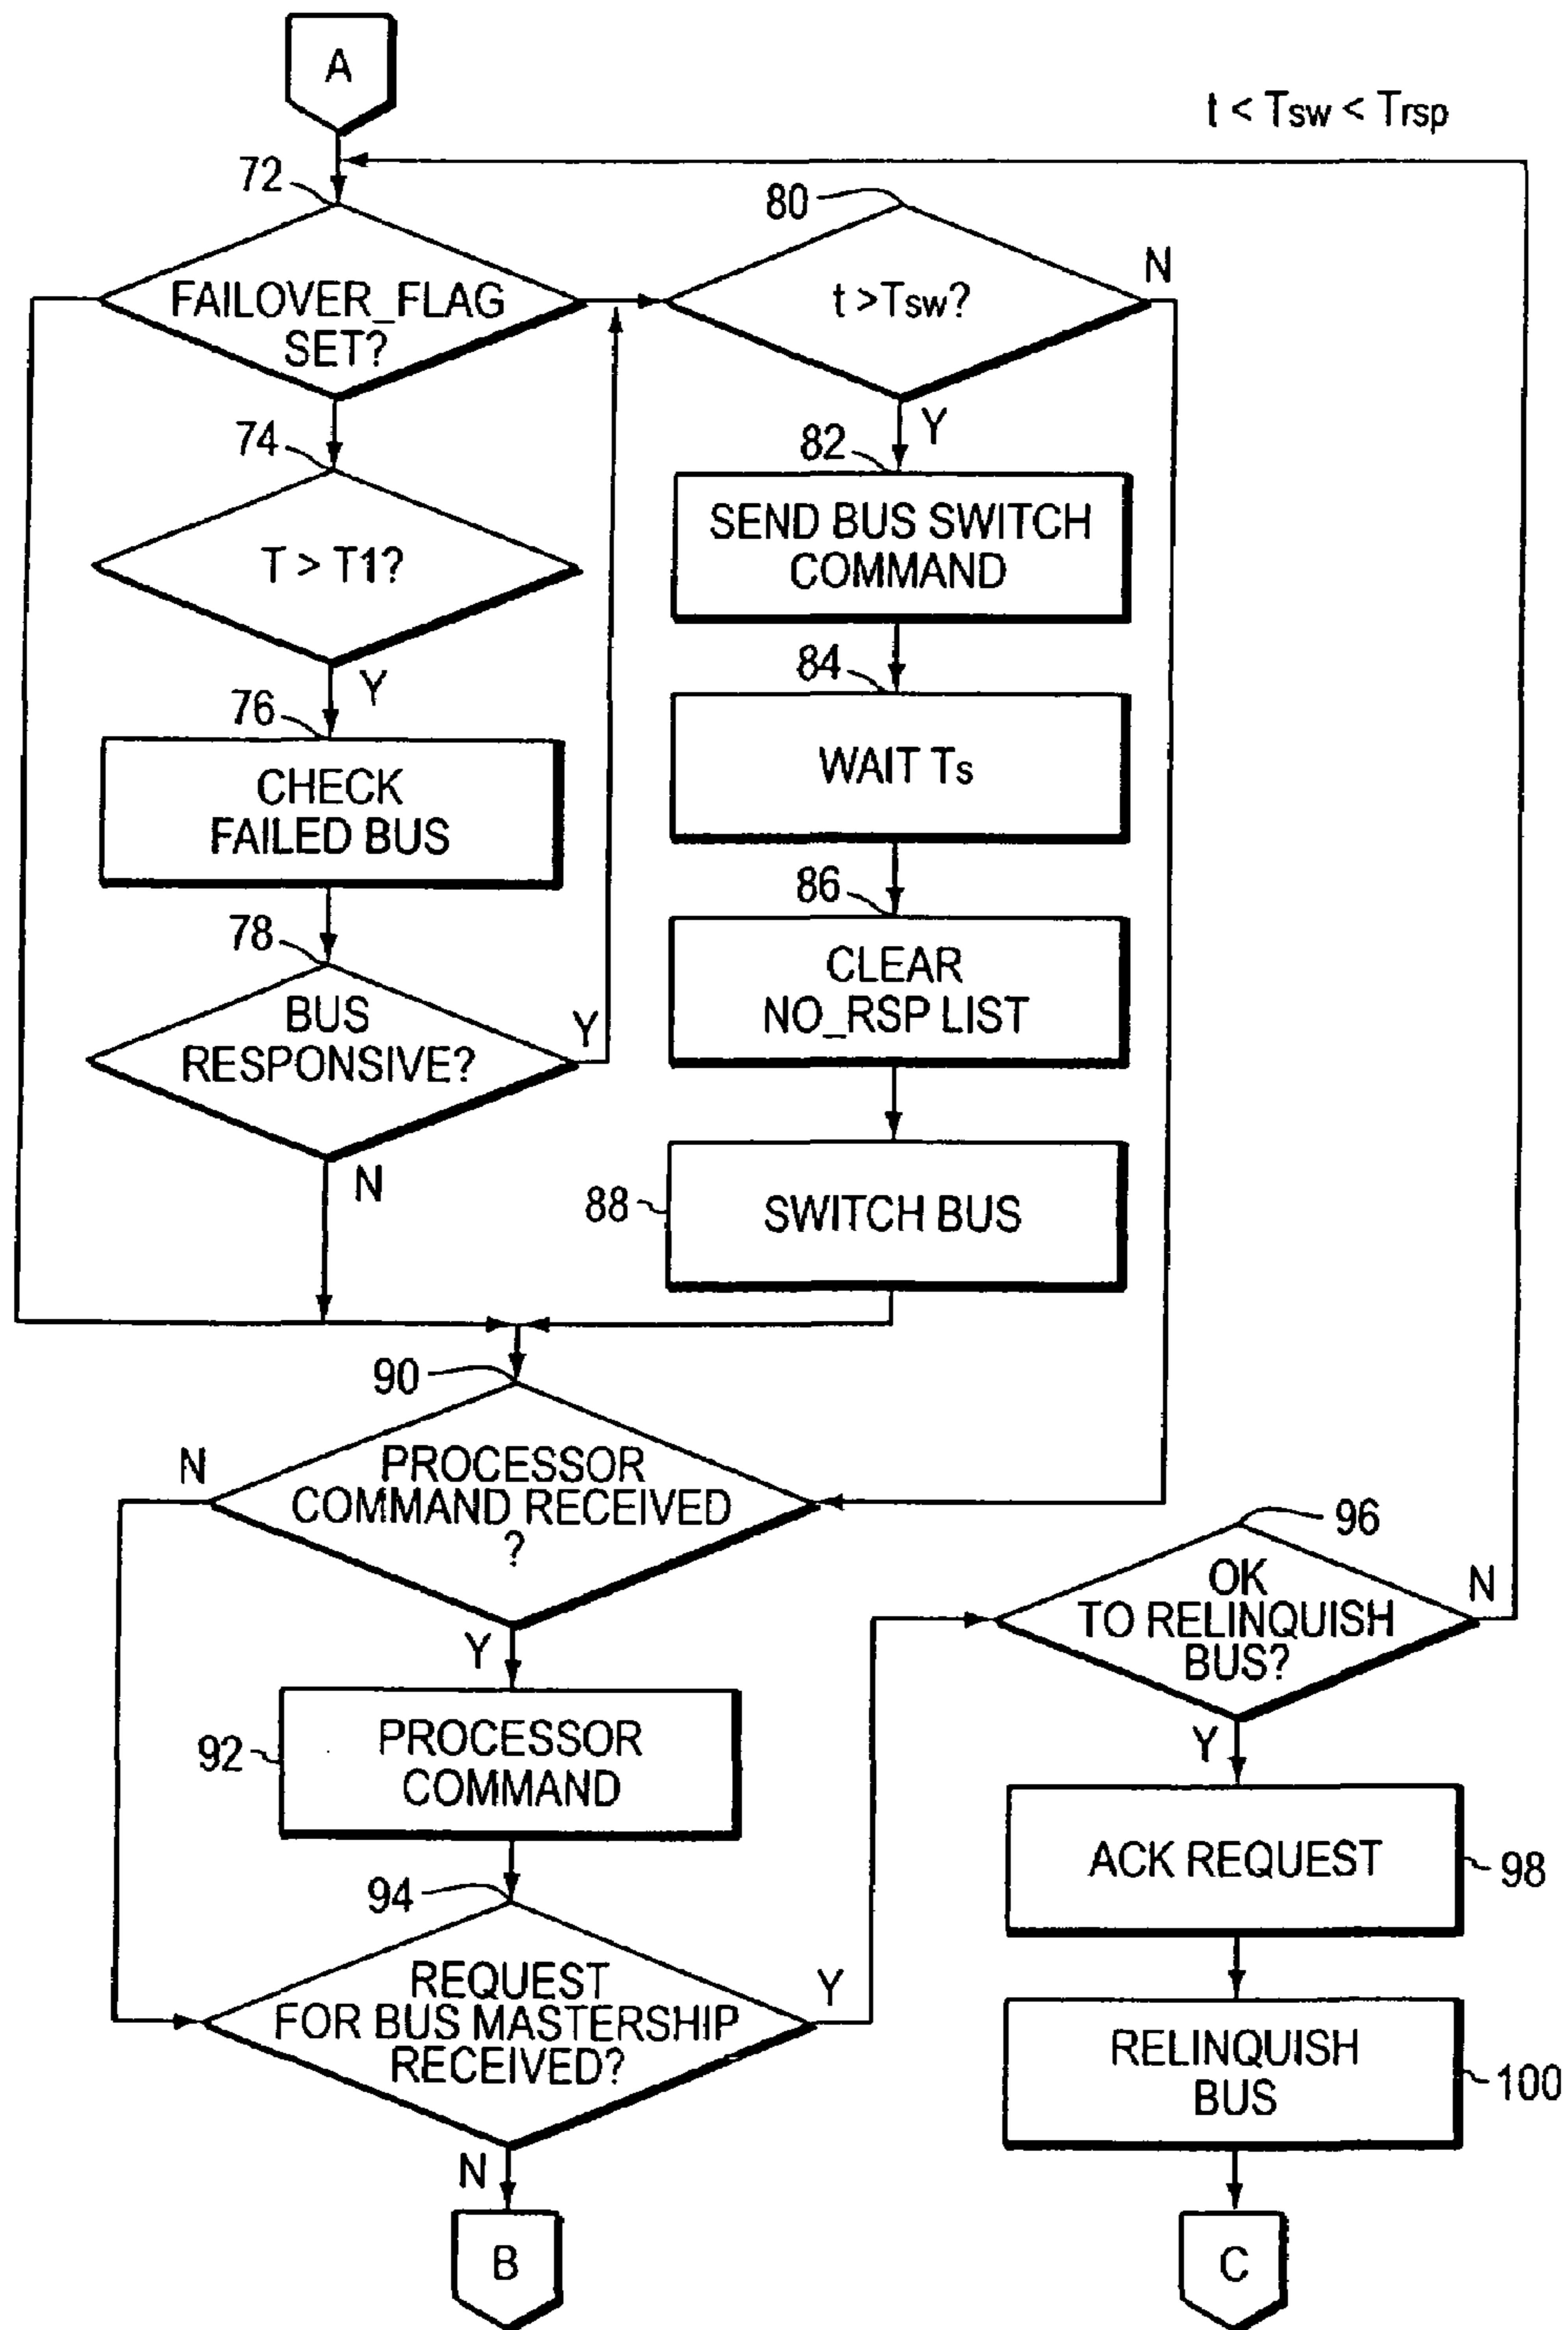 A
t < Tsw < Trsp
72
FAILOVER_FLAG
SET?
80
t >Tsw?
N
Y
74
T > T1?
Y
82
SEND BUS SWITCH
COMMAND
84
WAIT Ts
76
CHECK
FAILED BUS
86
CLEAR
NO_RSP LIST
78
BUS
RESPONSIVE?
Y
N
88
SWITCH BUS
90
PROCESSOR
COMMAND RECEIVED
?
N
Y
92
PROCESSOR
COMMAND
94
REQUEST
FOR BUS MASTERSHIP
RECEIVED?
Y
N
B
96
OK
TO RELINQUISH
BUS?
N
Y
ACK REQUEST
98
RELINQUISH
BUS
100
C